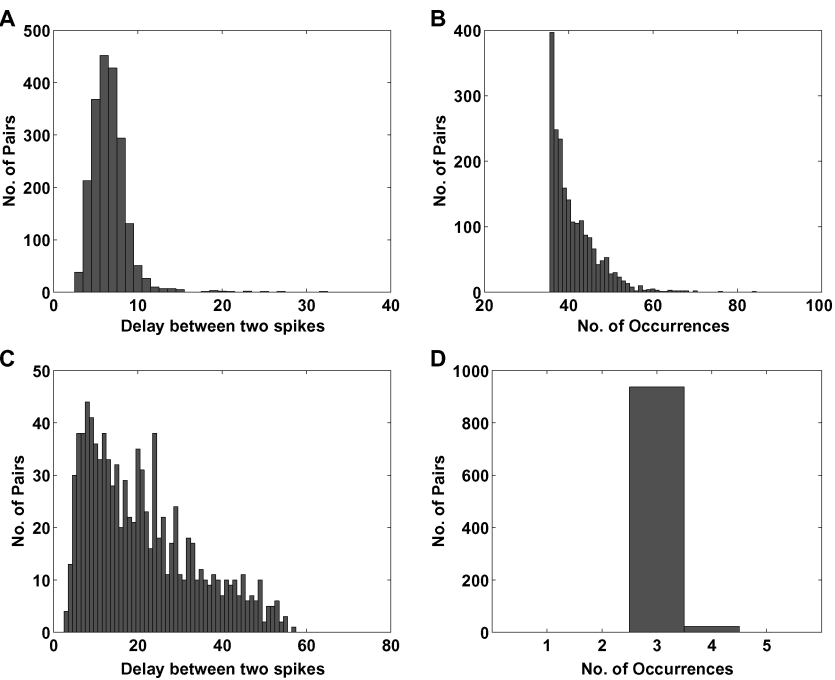 A
500
400
300
200
100
0
No. of Pairs
0 10 20 30 40
Delay between two spikes
B
400
300
200
100
0
No. of Pairs
20 40 60 80 100
No. of Occurrences
C
50
40
30
20
10
0
No. of Pairs
0 20 40 60 80
Delay between two spikes
D
1000
800
600
400
200
0
No. of Pairs
1 2 3 4 5
No. of Occurrences